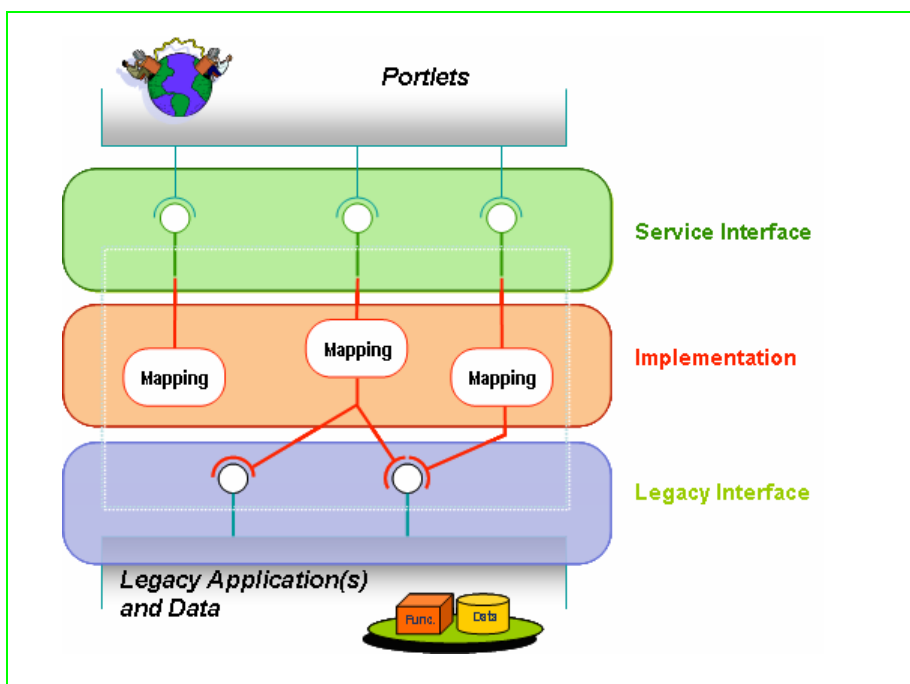 Portlets
Service Interface
Mapping
Mapping
Mapping
Implementation
Legacy Interface
Legacy Application(s)
and Data
Func.
Data